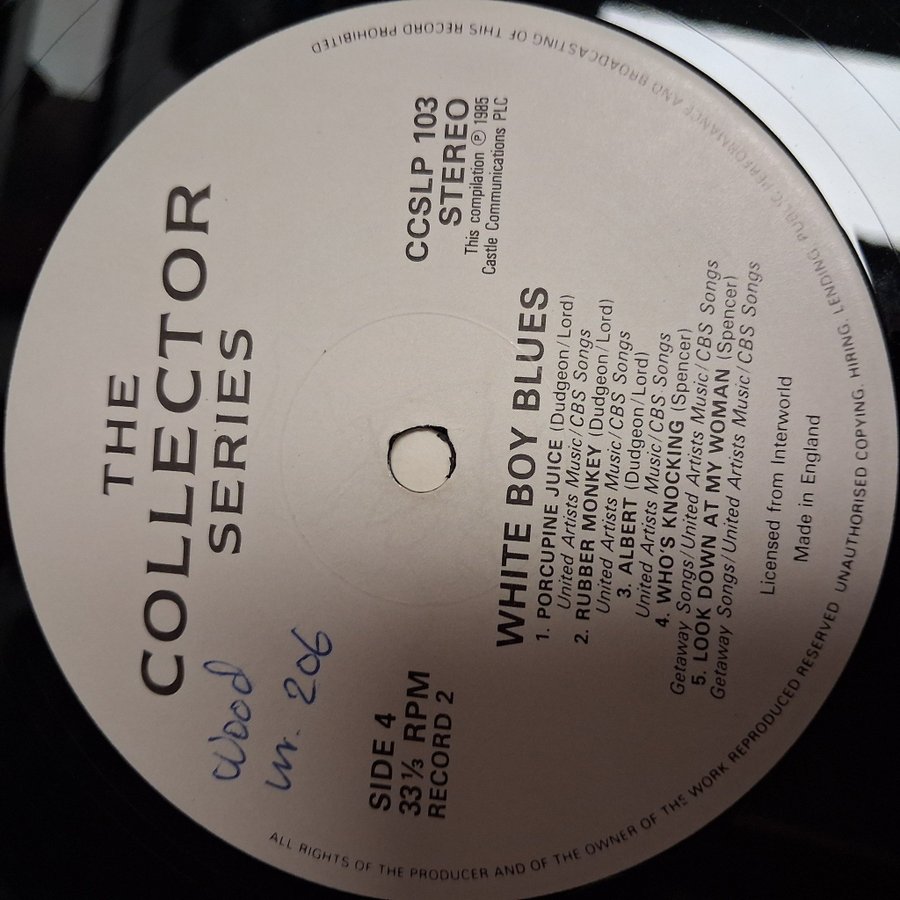 THE
COLLECTOR
SERIES
Wood
nr. 206
SIDE 4
33⅓ RPM
RECORD 2
CCSLP 103
STEREO
This compilation ℗ 1985
Castle Communications PLC
WHITE BOY BLUES
1. PORCUPINE JUICE (Dudgeon/Lord)
United Artists Music/CBS Songs
2. RUBBER MONKEY (Dudgeon/Lord)
United Artists Music/CBS Songs
3. ALBERT (Dudgeon/Lord)
United Artists Music/CBS Songs
4. WHO'S KNOCKING (Spencer)
Getaway Songs/United Artists Music/CBS Songs
5. LOOK DOWN AT MY WOMAN (Spencer)
Getaway Songs/United Artists Music/CBS Songs
Licensed from Interworld
Made in England
ALL RIGHTS OF THE PRODUCER AND OF THE OWNER OF THE WORK REPRODUCED RESERVED UNAUTHORISED COPYING, HIRING, LENDING, PUBLIC PERFORMANCE AND BROADCASTING OF THIS RECORD PROHIBITED